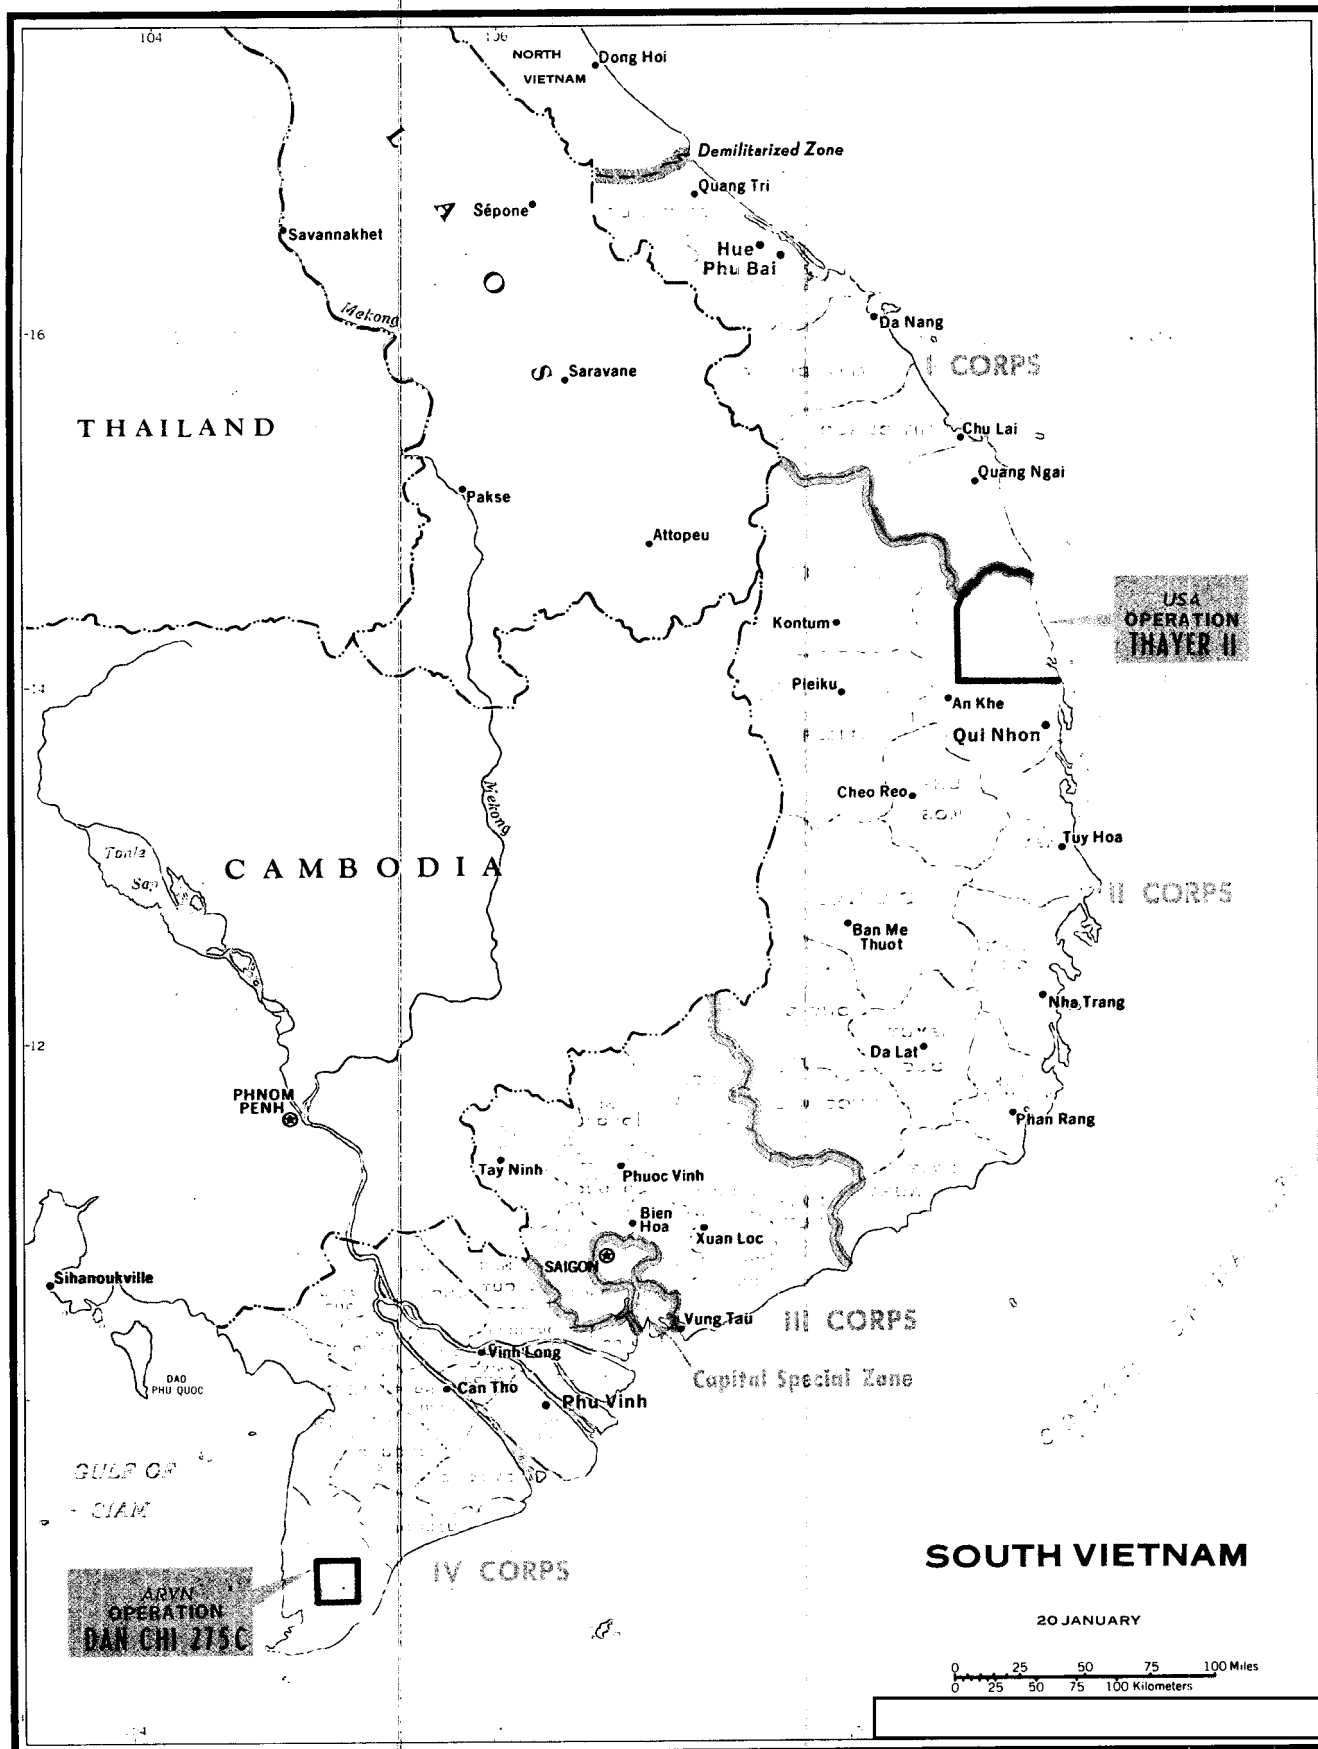 104
106
NORTH
VIETNAM
Dong Hoi
L
A
O
S
Demilitarized Zone
Quang Tri
Sépone
Savannakhet
Hue
Phu Bai
Mekong
Da Nang
16
I CORPS
Saravane
THAILAND
Chu Lai
Quang Ngai
Pakse
Attopeu
USA
OPERATION
THAYER II
Kontum
14
Pleiku
An Khe
Qui Nhon
Mekong
Cheo Reo
Tuy Hoa
Tonle
Sap
CAMBODIA
II CORPS
Ban Me
Thuot
Nha Trang
12
Da Lat
PHNOM
PENH
Phan Rang
Tay Ninh
Phuoc Vinh
Bien
Hoa
Xuan Loc
SAIGON
Sihanoukville
Vung Tau
III CORPS
Vinh Long
Capital Special Zone
DAO
PHU QUOC
Can Tho
Phu Vinh
GULF OF
SIAM
IV CORPS
SOUTH VIETNAM
ARVN
OPERATION
DAN CHI 275C
20 JANUARY
0 25 50 75 100 Miles
0 25 50 75 100 Kilometers